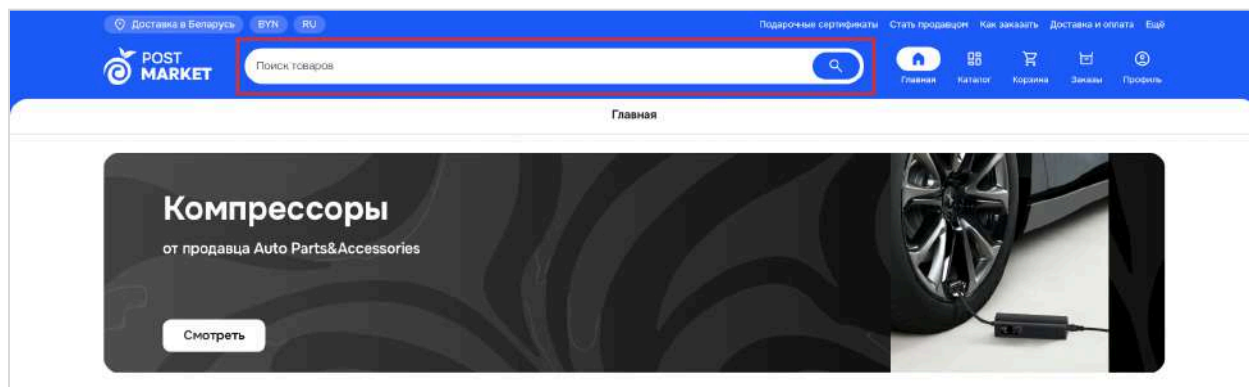 Доставка в Беларусь BYN RU Подарочные сертификаты Стать продавцом Как заказать Доставка и оплата Ещё
POST
MARKET
Поиск товаров
Главная Каталог Корзина Заказы Профиль
Главная
Компрессоры
от продавца Auto Parts&Accessories
Смотреть